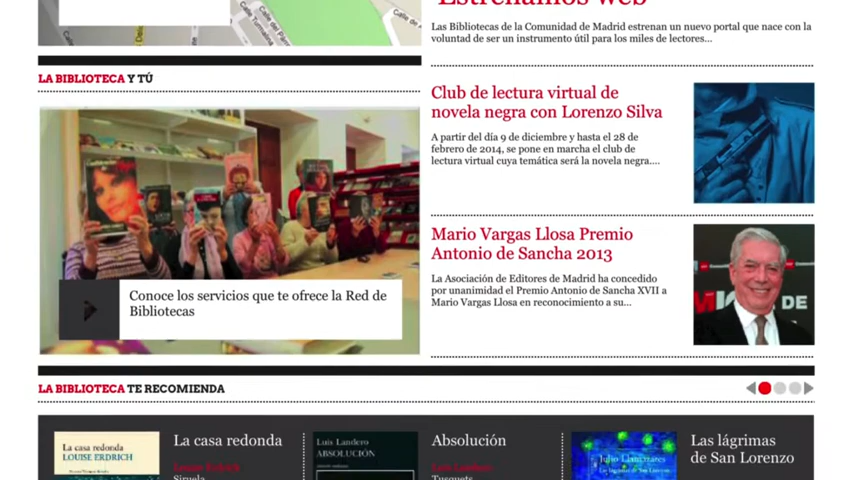 Estrenamos web
Las Bibliotecas de la Comunidad de Madrid estrenan un nuevo portal que nace con la
voluntad de ser un instrumento útil para los miles de lectores...
LA BIBLIOTECA Y TÚ
Conoce los servicios que te ofrece la Red de
Bibliotecas
Club de lectura virtual de
novela negra con Lorenzo Silva
A partir del día 9 de diciembre y hasta el 28 de
febrero de 2014, se pone en marcha el club de
lectura virtual cuya temática será la novela negra....
Mario Vargas Llosa Premio
Antonio de Sancha 2013
La Asociación de Editores de Madrid ha concedido
por unanimidad el Premio Antonio de Sancha XVII a
Mario Vargas Llosa en reconocimiento a su...
DE
LA BIBLIOTECA TE RECOMIENDA
La casa redonda
LOUISE ERDRICH
La casa redonda
Louise Erdrich
Siruela
Luis Landero
ABSOLUCIÓN
Absolución
Luis Landero
Tusquets
Julio Llamazares
Las lágrimas de San Lorenzo
Las lágrimas
de San Lorenzo